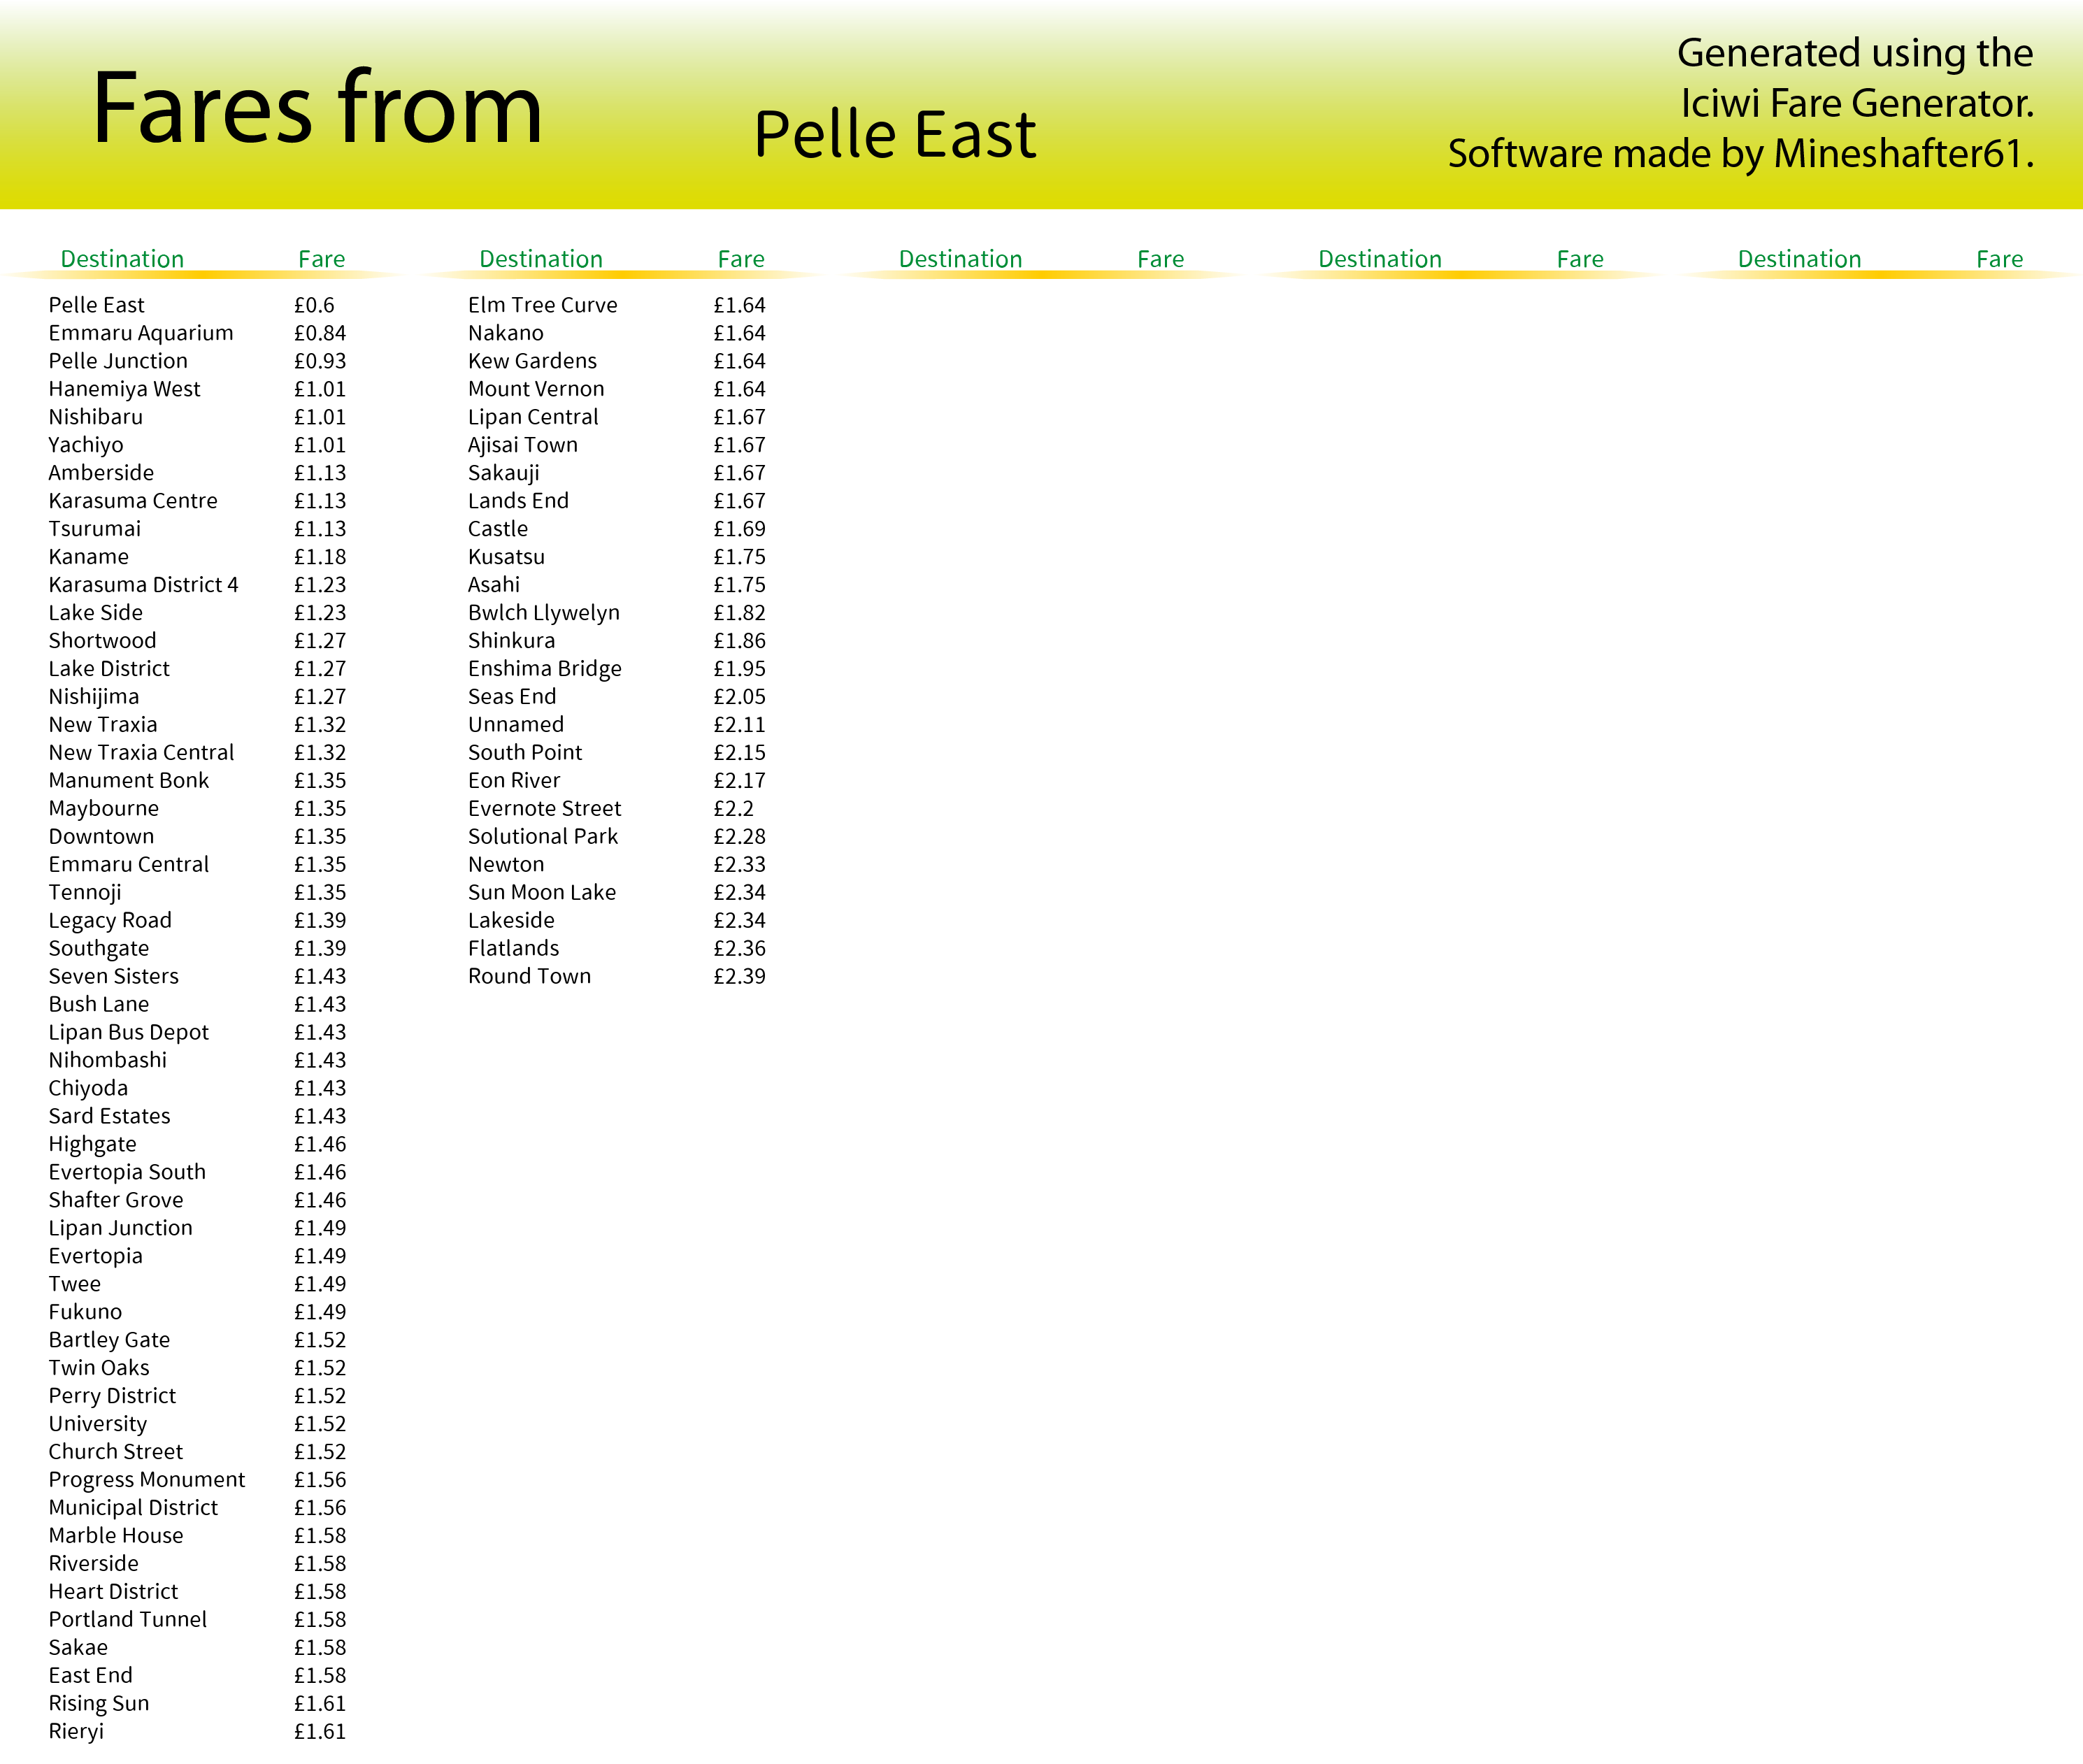 Fares from
Pelle East
Generated using the
Iciwi Fare Generator.
Software made by Mineshafter61.
Destination Fare Destination Fare Destination Fare Destination Fare Destination Fare
Pelle East £0.6
Emmaru Aquarium £0.84
Pelle Junction £0.93
Hanemiya West £1.01
Nishibaru £1.01
Yachiyo £1.01
Amberside £1.13
Karasuma Centre £1.13
Tsurumai £1.13
Kaname £1.18
Karasuma District 4 £1.23
Lake Side £1.23
Shortwood £1.27
Lake District £1.27
Nishijima £1.27
New Traxia £1.32
New Traxia Central £1.32
Manument Bonk £1.35
Maybourne £1.35
Downtown £1.35
Emmaru Central £1.35
Tennoji £1.35
Legacy Road £1.39
Southgate £1.39
Seven Sisters £1.43
Bush Lane £1.43
Lipan Bus Depot £1.43
Nihombashi £1.43
Chiyoda £1.43
Sard Estates £1.43
Highgate £1.46
Evertopia South £1.46
Shafter Grove £1.46
Lipan Junction £1.49
Evertopia £1.49
Twee £1.49
Fukuno £1.49
Bartley Gate £1.52
Twin Oaks £1.52
Perry District £1.52
University £1.52
Church Street £1.52
Progress Monument £1.56
Municipal District £1.56
Marble House £1.58
Riverside £1.58
Heart District £1.58
Portland Tunnel £1.58
Sakae £1.58
East End £1.58
Rising Sun £1.61
Rieryi £1.61
Elm Tree Curve £1.64
Nakano £1.64
Kew Gardens £1.64
Mount Vernon £1.64
Lipan Central £1.67
Ajisai Town £1.67
Sakauji £1.67
Lands End £1.67
Castle £1.69
Kusatsu £1.75
Asahi £1.75
Bwlch Llywelyn £1.82
Shinkura £1.86
Enshima Bridge £1.95
Seas End £2.05
Unnamed £2.11
South Point £2.15
Eon River £2.17
Evernote Street £2.2
Solutional Park £2.28
Newton £2.33
Sun Moon Lake £2.34
Lakeside £2.34
Flatlands £2.36
Round Town £2.39